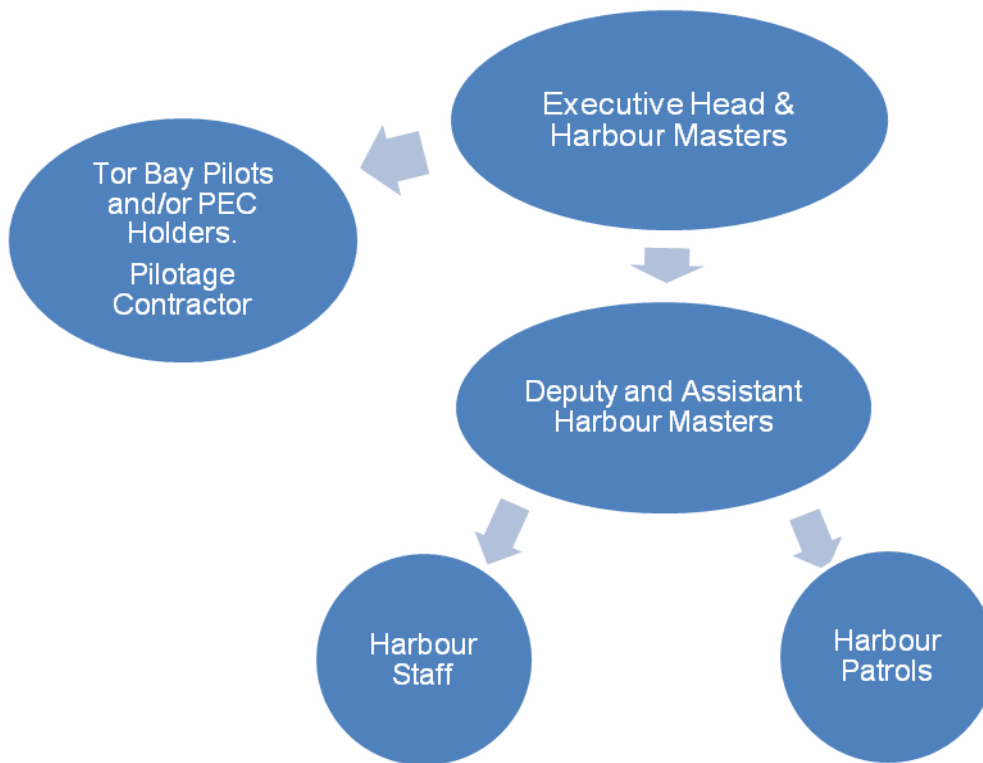 Executive Head &
Harbour Masters
Tor Bay Pilots
and/or PEC
Holders.
Pilotage
Contractor
Deputy and Assistant
Harbour Masters
Harbour
Staff
Harbour
Patrols